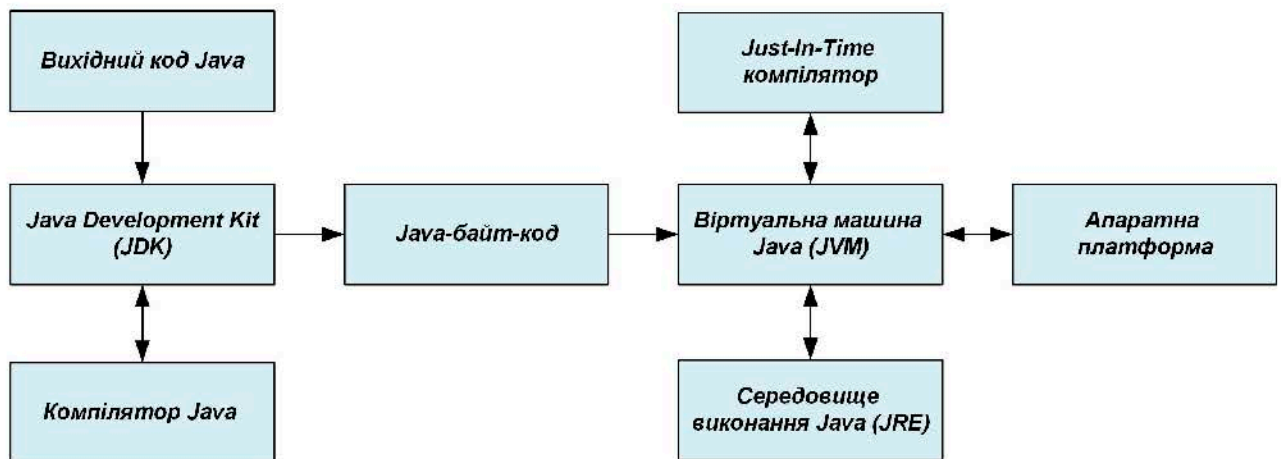 Вихідний код Java
Just-In-Time
компілятор
Java Development Kit
(JDK)
Java-байт-код
Віртуальна машина
Java (JVM)
Апаратна
платформа
Компілятор Java
Середовище
виконання Java (JRE)